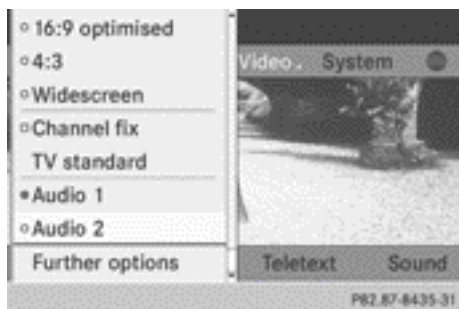 16:9 optimised
4:3
Widescreen
Channel fix
TV standard
Audio 1
Audio 2
Further options
Video
System
Teletext
Sound
P82.87-8435-31